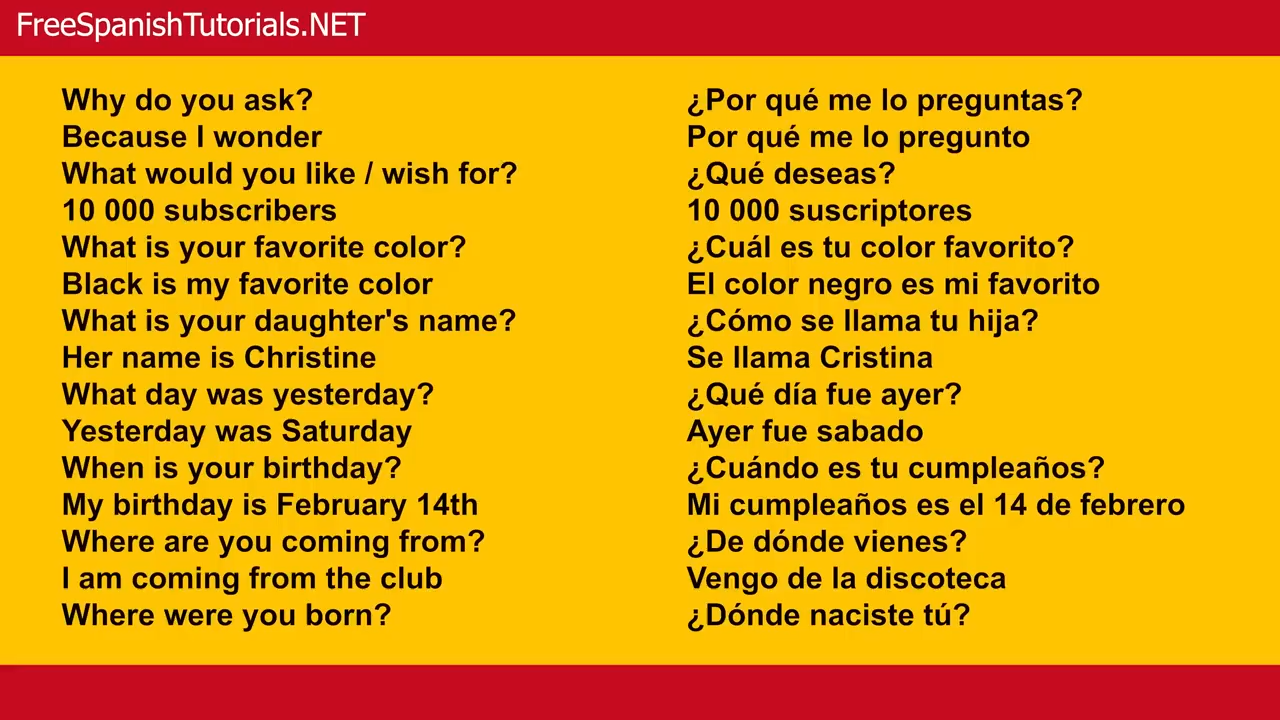 FreeSpanishTutorials.NET
Why do you ask? ¿Por qué me lo preguntas?
Because I wonder Por qué me lo pregunto
What would you like / wish for? ¿Qué deseas?
10 000 subscribers 10 000 suscriptores
What is your favorite color? ¿Cuál es tu color favorito?
Black is my favorite color El color negro es mi favorito
What is your daughter's name? ¿Cómo se llama tu hija?
Her name is Christine Se llama Cristina
What day was yesterday? ¿Qué día fue ayer?
Yesterday was Saturday Ayer fue sabado
When is your birthday? ¿Cuándo es tu cumpleaños?
My birthday is February 14th Mi cumpleaños es el 14 de febrero
Where are you coming from? ¿De dónde vienes?
I am coming from the club Vengo de la discoteca
Where were you born? ¿Dónde naciste tú?